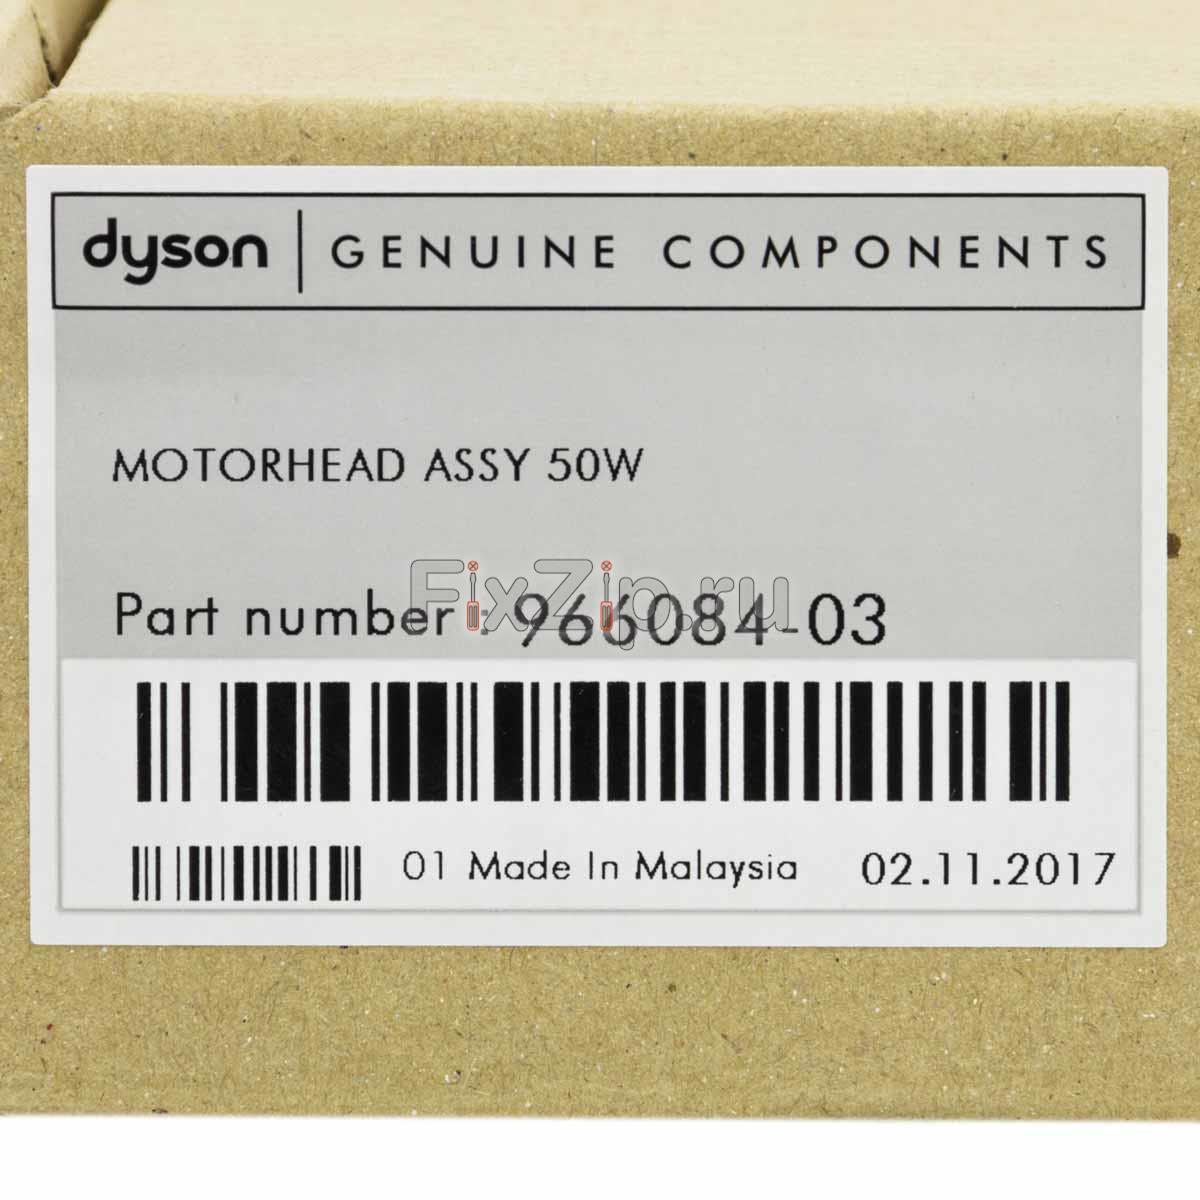 dyson | GENUINE COMPONENTS
MOTORHEAD ASSY 50W
FixZip.ru
Part number : 966084-03
01 Made In Malaysia 02.11.2017